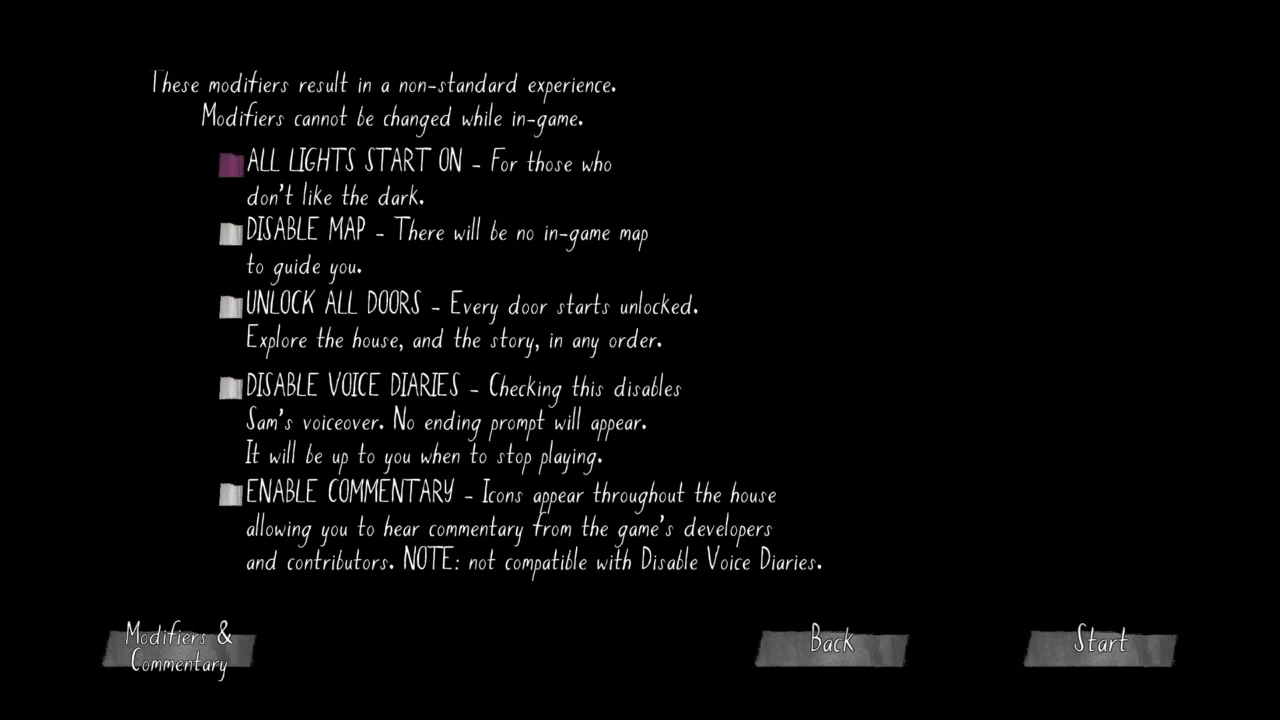 These modifiers result in a non-standard experience.
Modifiers cannot be changed while in-game.
ALL LIGHTS START ON - For those who
don't like the dark.
DISABLE MAP - There will be no in-game map
to guide you.
UNLOCK ALL DOORS - Every door starts unlocked.
Explore the house, and the story, in any order.
DISABLE VOICE DIARIES - Checking this disables
Sam's voiceover. No ending prompt will appear.
It will be up to you when to stop playing.
ENABLE COMMENTARY - Icons appear throughout the house
allowing you to hear commentary from the game's developers
and contributors. NOTE: not compatible with Disable Voice Diaries.
Modifiers &
Commentary
Back
Start